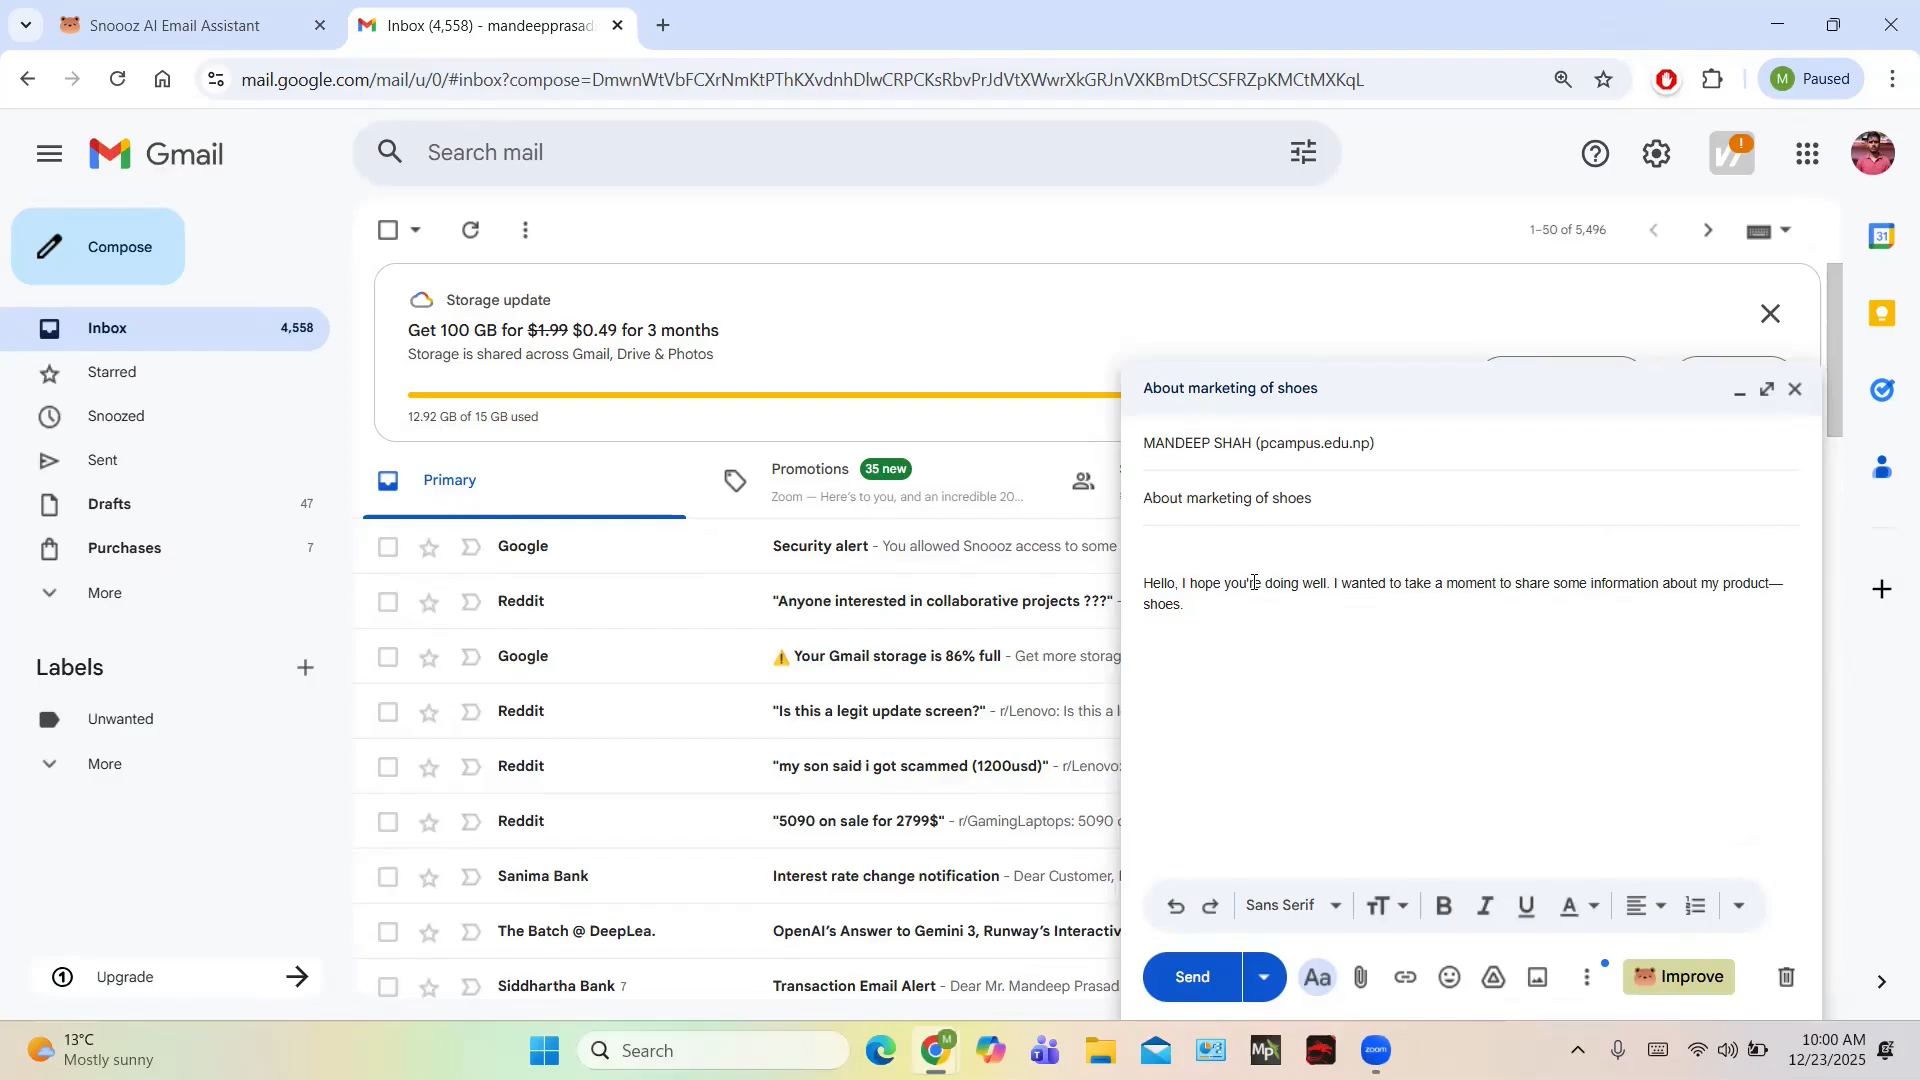 Snoooz AI Email Assistant
Inbox (4,558) - mandeepprasad
mail.google.com/mail/u/0/#inbox?compose=DmwnWtVbFCXrNmKtPThKXvdnhDlwCRPCKsRbvPrJdVtXWwrXkGRJnVXKBmDtSCSFRZpKMCtMXKqL
M Paused
Gmail
Search mail
Compose
1–50 of 5,496
31
Storage update
Get 100 GB for $1.99 $0.49 for 3 months
Storage is shared across Gmail, Drive & Photos
12.92 GB of 15 GB used
Inbox 4,558
Starred
Snoozed
Sent
Drafts 47
Purchases 7
More
Labels
Unwanted
More
Upgrade
Primary
Promotions 35 new
Zoom — Here's to you, and an incredible 20...
Google Security alert - You allowed Snoooz access to some
Reddit "Anyone interested in collaborative projects ???" -
Google ⚠️ Your Gmail storage is 86% full - Get more storag
Reddit "Is this a legit update screen?" - r/Lenovo: Is this a l
Reddit "my son said i got scammed (1200usd)" - r/Lenovo:
Reddit "5090 on sale for 2799$" - r/GamingLaptops: 5090 o
Sanima Bank Interest rate change notification - Dear Customer,
The Batch @ DeepLea. OpenAI's Answer to Gemini 3, Runway's Interactiv
Siddhartha Bank 7 Transaction Email Alert - Dear Mr. Mandeep Prasad
About marketing of shoes
MANDEEP SHAH (pcampus.edu.np)
About marketing of shoes
Hello, I hope you're doing well. I wanted to take a moment to share some information about my product—
shoes.
Sans Serif
Send
Improve
13°C
Mostly sunny
Search
zoom
10:00 AM
12/23/2025